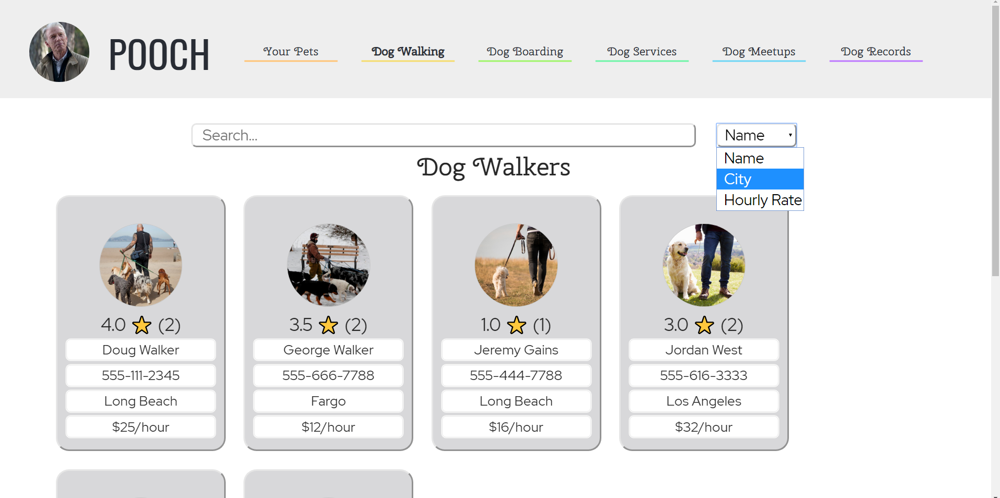 POOCH
Your Pets
Dog Walking
Dog Boarding
Dog Services
Dog Meetups
Dog Records
Search...
Name
Name
City
Hourly Rate
Dog Walkers
4.0 ⭐ (2)
Doug Walker
555-111-2345
Long Beach
$25/hour
3.5 ⭐ (2)
George Walker
555-666-7788
Fargo
$12/hour
1.0 ⭐ (1)
Jeremy Gains
555-444-7788
Long Beach
$16/hour
3.0 ⭐ (2)
Jordan West
555-616-3333
Los Angeles
$32/hour